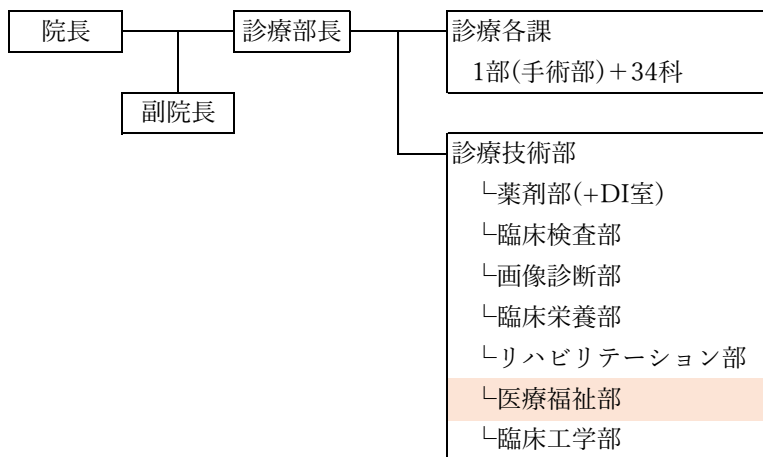 院長
診療部長
診療各課
1部(手術部)＋34科
副院長
診療技術部
└薬剤部(+DI室)
└臨床検査部
└画像診断部
└臨床栄養部
└リハビリテーション部
└医療福祉部
└臨床工学部